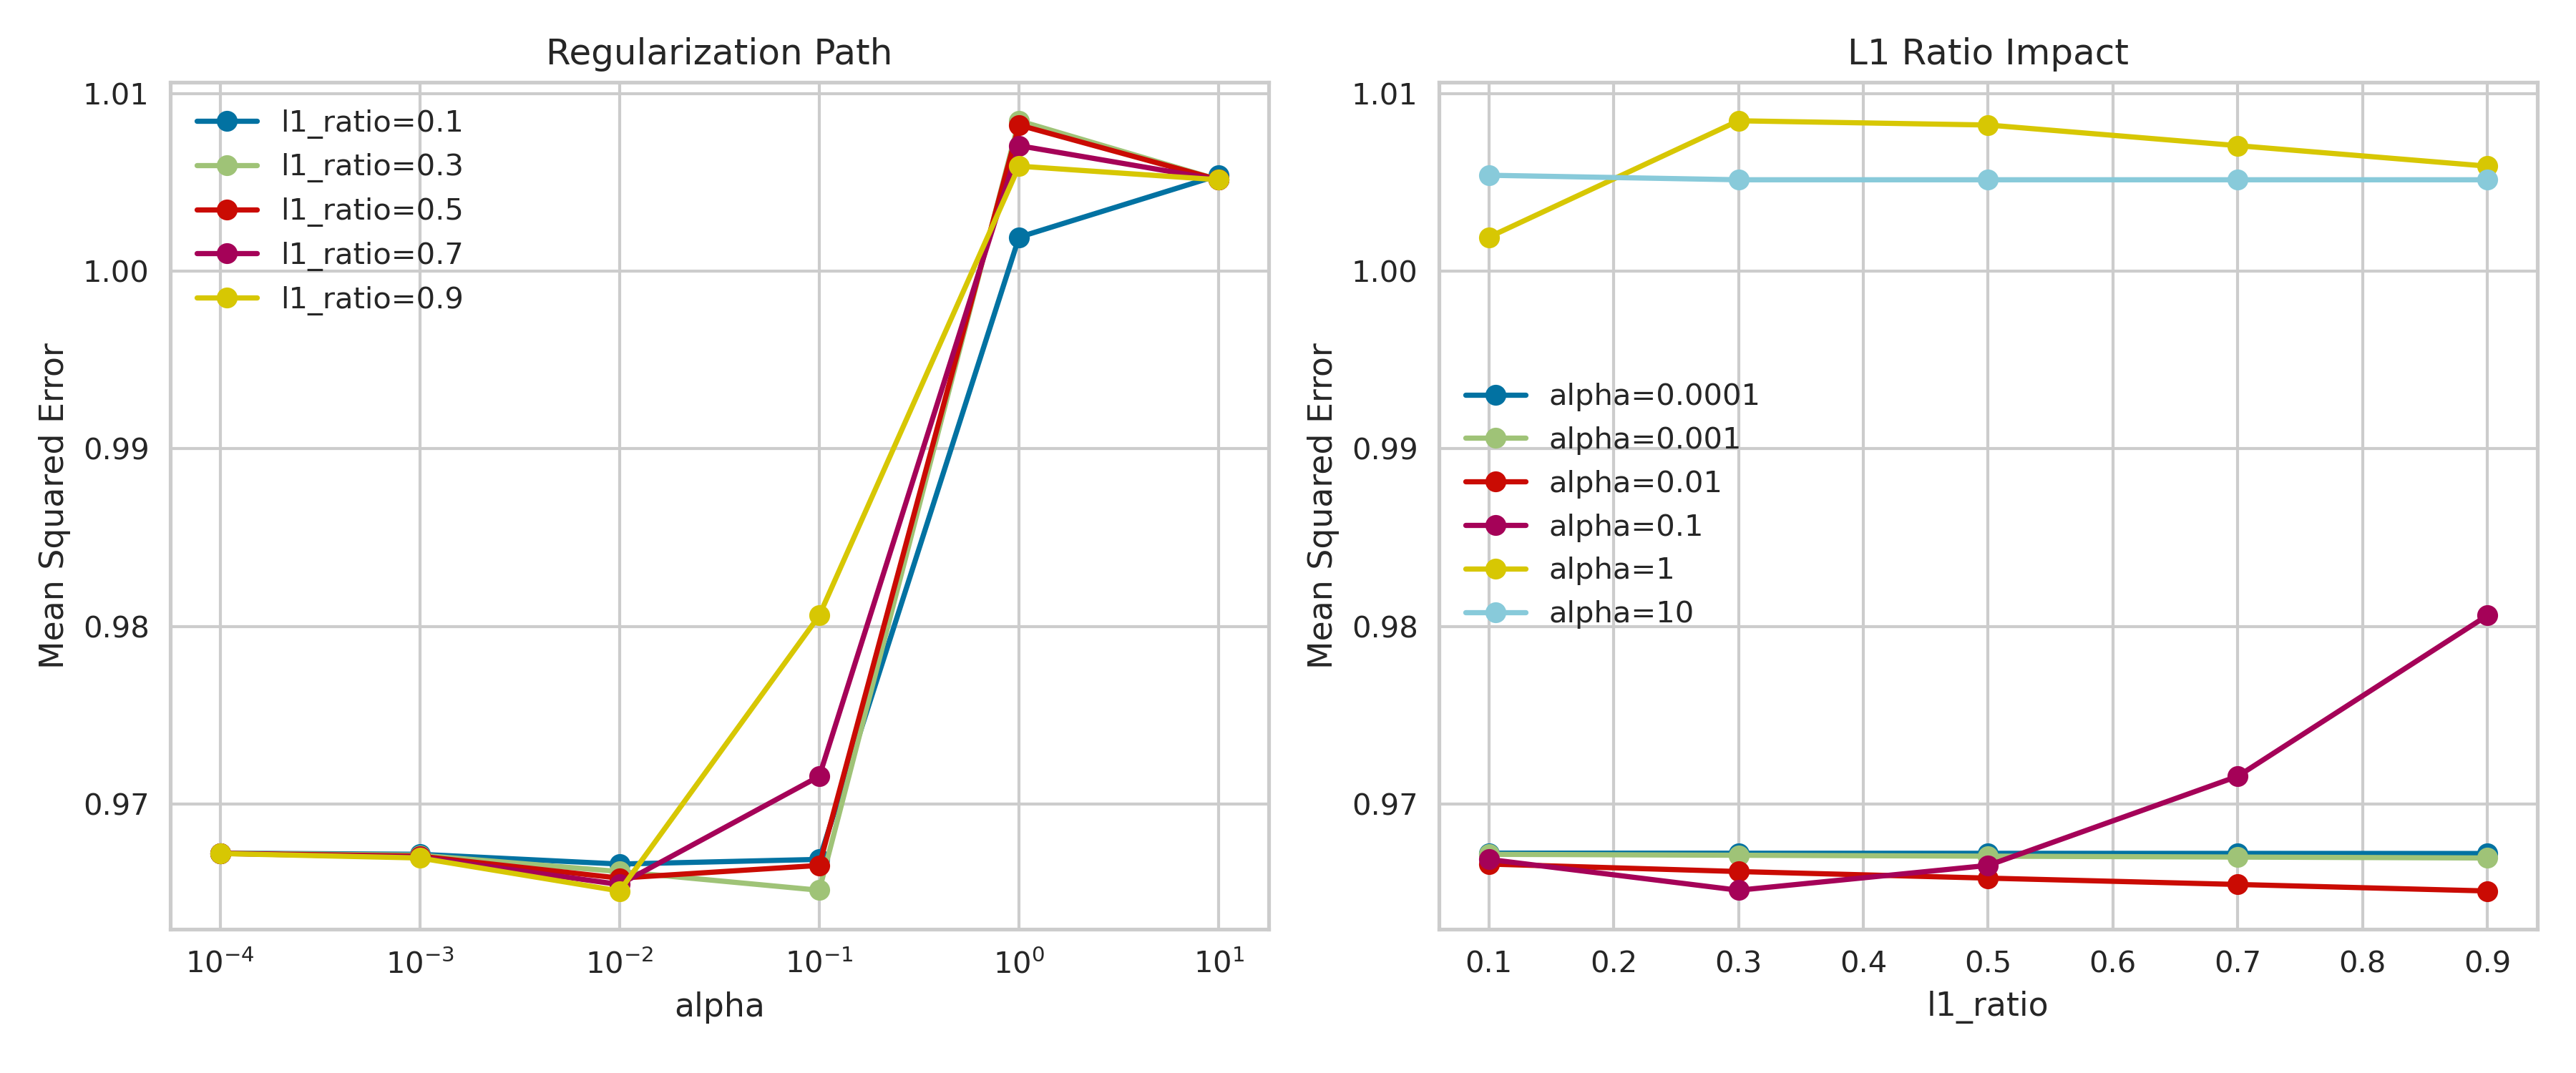 Regularization Path
1.01
1.00
0.99
0.98
0.97
Mean Squared Error
l1_ratio=0.1
l1_ratio=0.3
l1_ratio=0.5
l1_ratio=0.7
l1_ratio=0.9
10⁻⁴ 10⁻³ 10⁻² 10⁻¹ 10⁰ 10¹
alpha
L1 Ratio Impact
1.01
1.00
0.99
0.98
0.97
Mean Squared Error
alpha=0.0001
alpha=0.001
alpha=0.01
alpha=0.1
alpha=1
alpha=10
0.1 0.2 0.3 0.4 0.5 0.6 0.7 0.8 0.9
l1_ratio